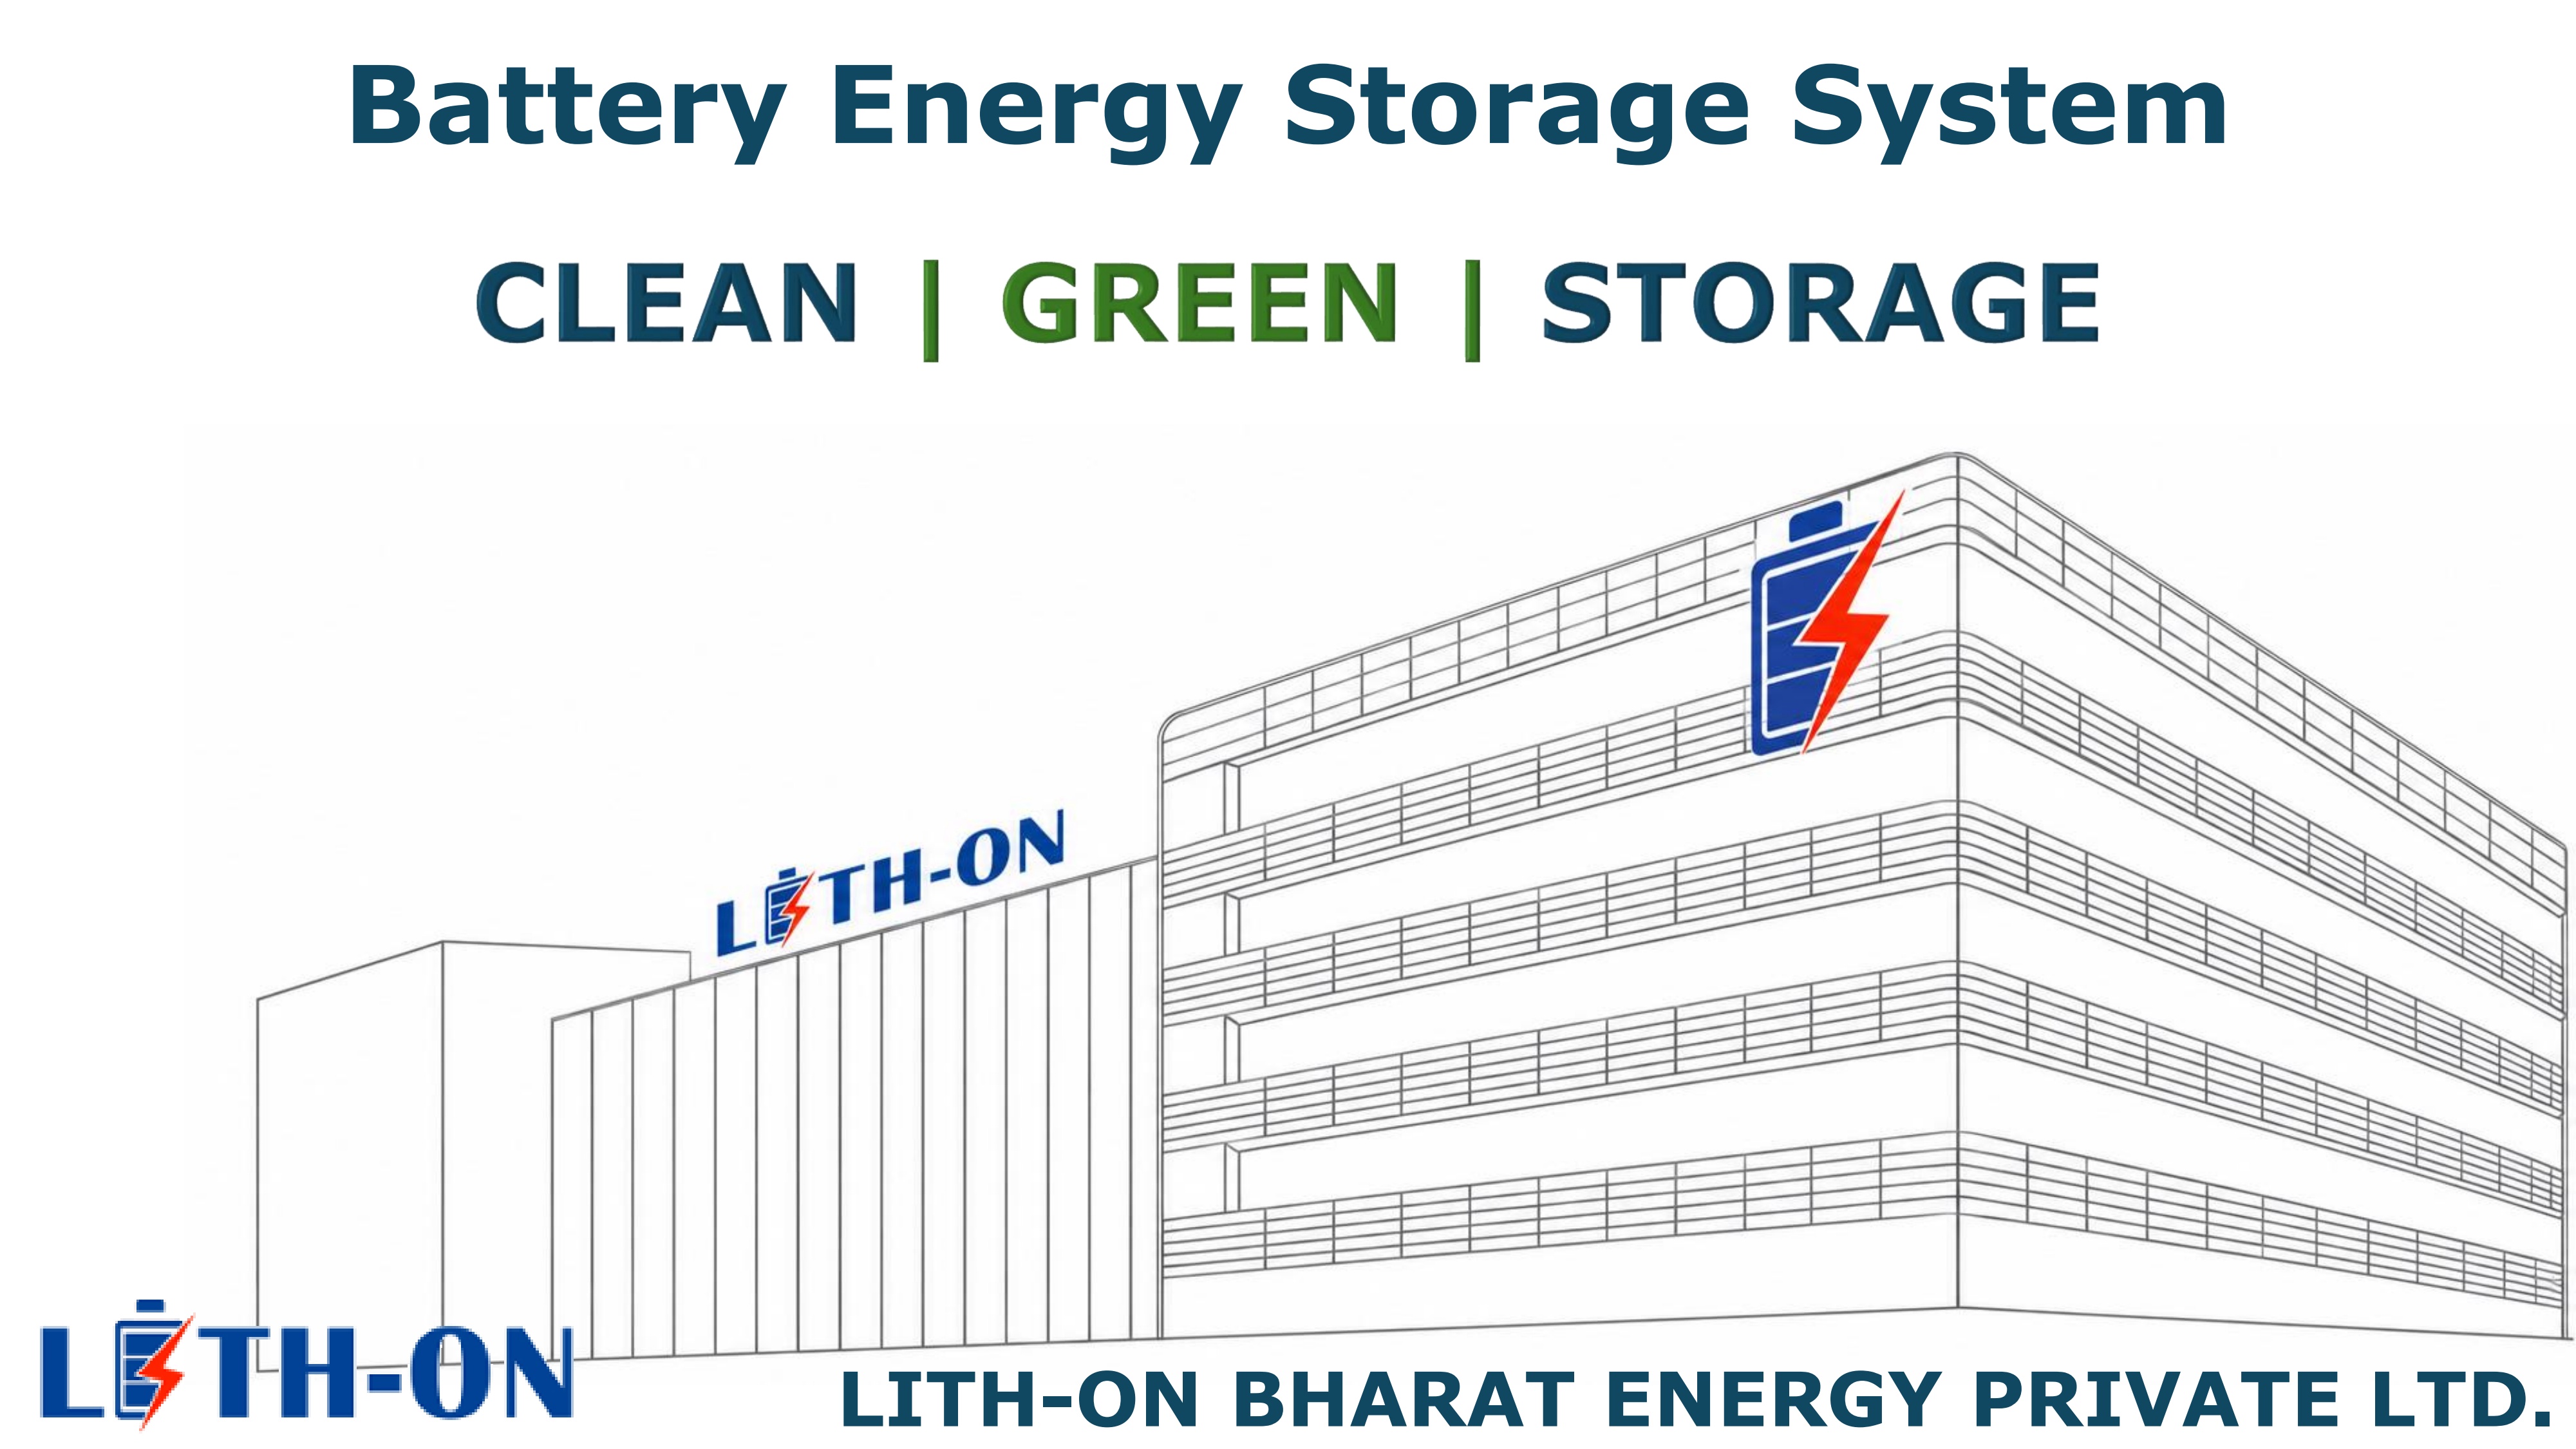 Battery Energy Storage System
CLEAN | GREEN | STORAGE
LITH-ON
LITH-ON
LITH-ON BHARAT ENERGY PRIVATE LTD.